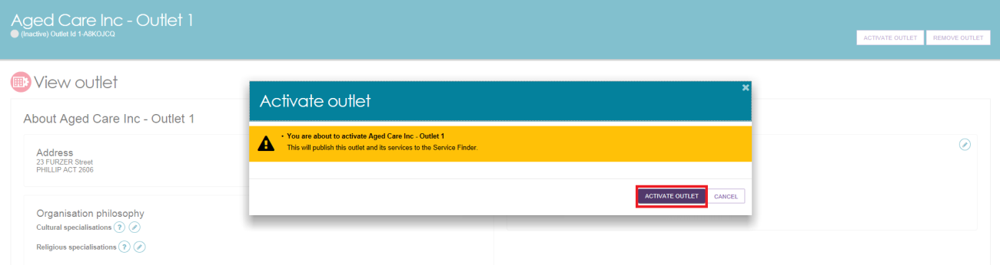 Aged Care Inc - Outlet 1
(Inactive) Outlet Id 1-A8KOJCQ
ACTIVATE OUTLET REMOVE OUTLET
View outlet
About Aged Care Inc - Outlet 1
Address
23 FURZER Street
PHILLIP ACT 2606
Organisation philosophy
Cultural specialisations ?
Religious specialisations ?
Activate outlet
• You are about to activate Aged Care Inc - Outlet 1
This will publish this outlet and its services to the Service Finder.
ACTIVATE OUTLET CANCEL